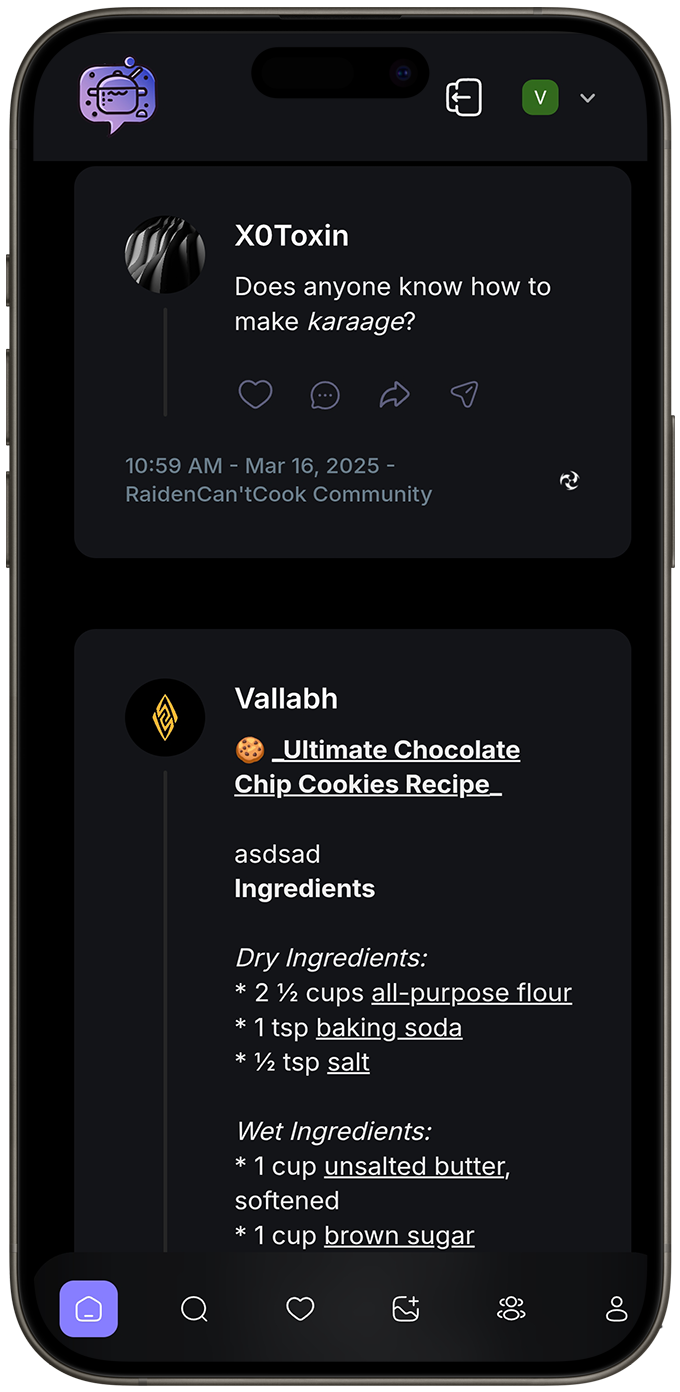 V
X0Toxin
Does anyone know how to
make karaage?
10:59 AM - Mar 16, 2025 -
RaidenCan'tCook Community
Vallabh
🍪 _Ultimate Chocolate
Chip Cookies Recipe_
asdsad
Ingredients
Dry Ingredients:
* 2 ½ cups all-purpose flour
* 1 tsp baking soda
* ½ tsp salt
Wet Ingredients:
* 1 cup unsalted butter,
softened
* 1 cup brown sugar